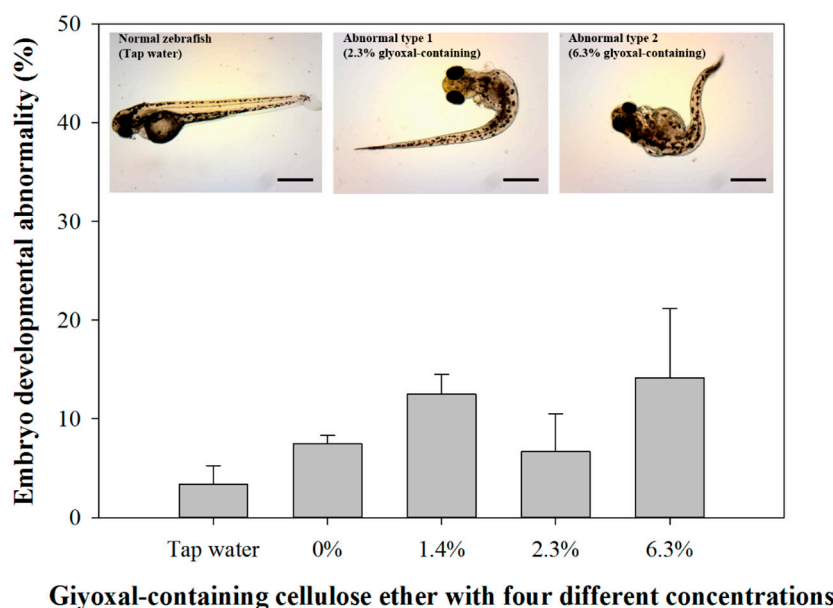 Embryo developmental abnormality (%)
50
40
30
20
10
0
Normal zebrafish
(Tap water)
Abnormal type 1
(2.3% glyoxal-containing)
Abnormal type 2
(6.3% glyoxal-containing)
Tap water 0% 1.4% 2.3% 6.3%
Giyoxal-containing cellulose ether with four different concentrations